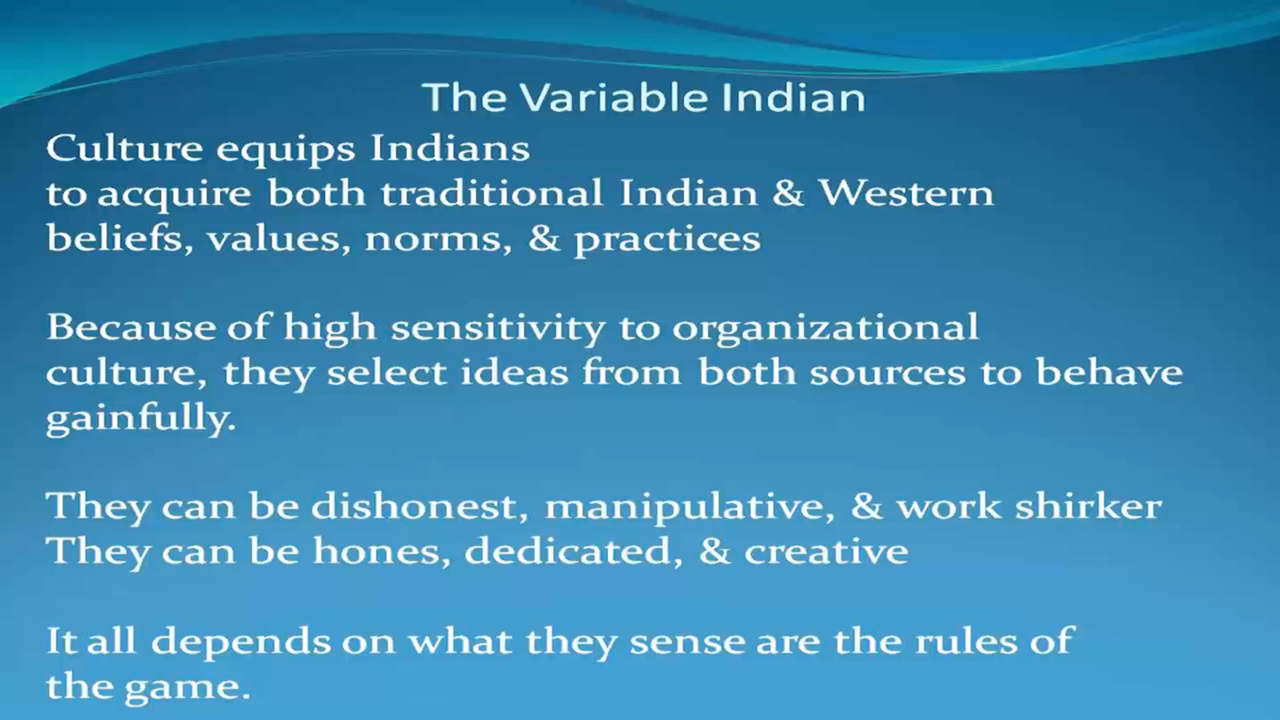 The Variable Indian
Culture equips Indians
to acquire both traditional Indian & Western
beliefs, values, norms, & practices
Because of high sensitivity to organizational
culture, they select ideas from both sources to behave
gainfully.
They can be dishonest, manipulative, & work shirker
They can be hones, dedicated, & creative
It all depends on what they sense are the rules of
the game.